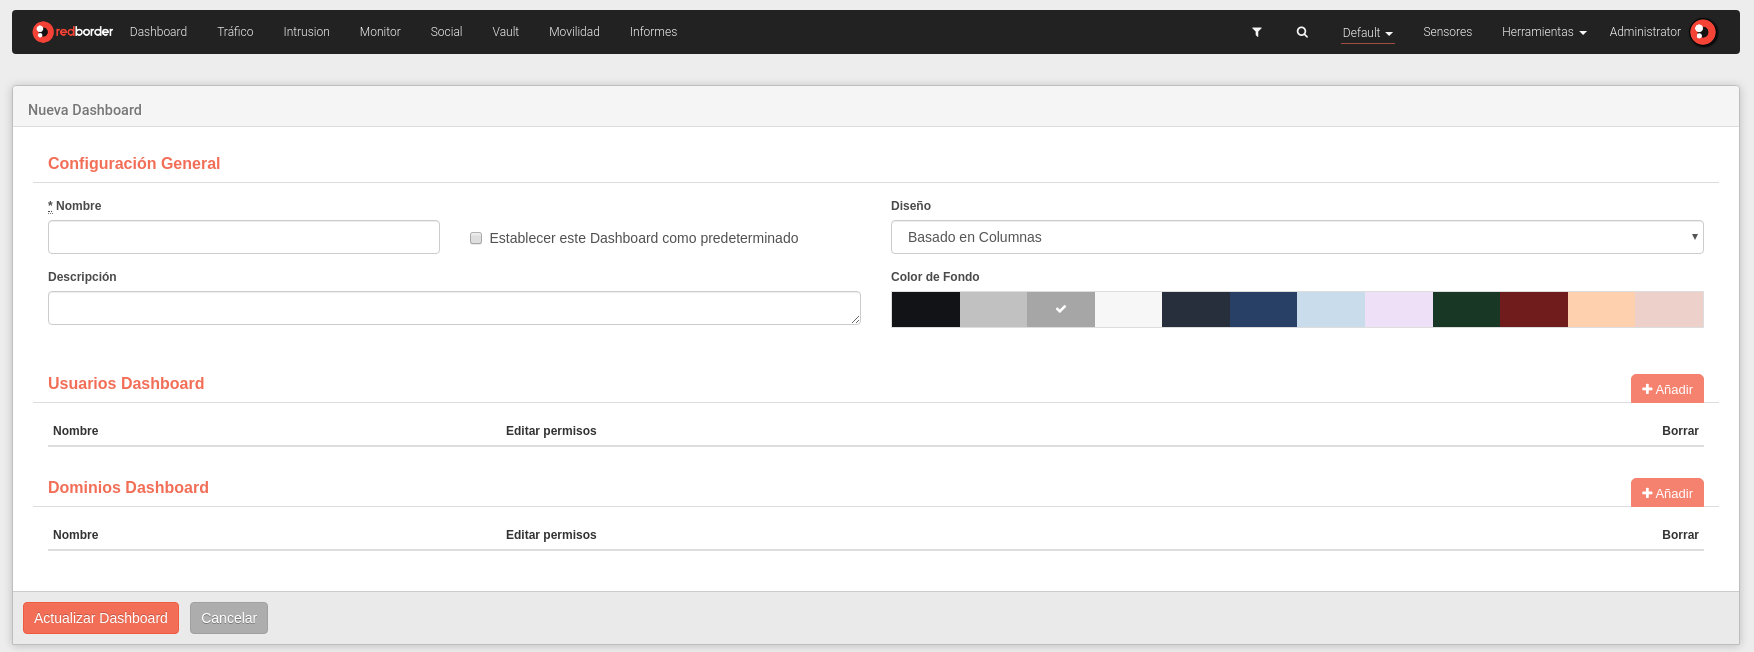 redborder Dashboard Tráfico Intrusion Monitor Social Vault Movilidad Informes Default Sensores Herramientas Administrator
Nueva Dashboard
Configuración General
* Nombre
Diseño
Establecer este Dashboard como predeterminado
Basado en Columnas
Descripción
Color de Fondo
Usuarios Dashboard
Añadir
Nombre Editar permisos Borrar
Dominios Dashboard
Añadir
Nombre Editar permisos Borrar
Actualizar Dashboard Cancelar